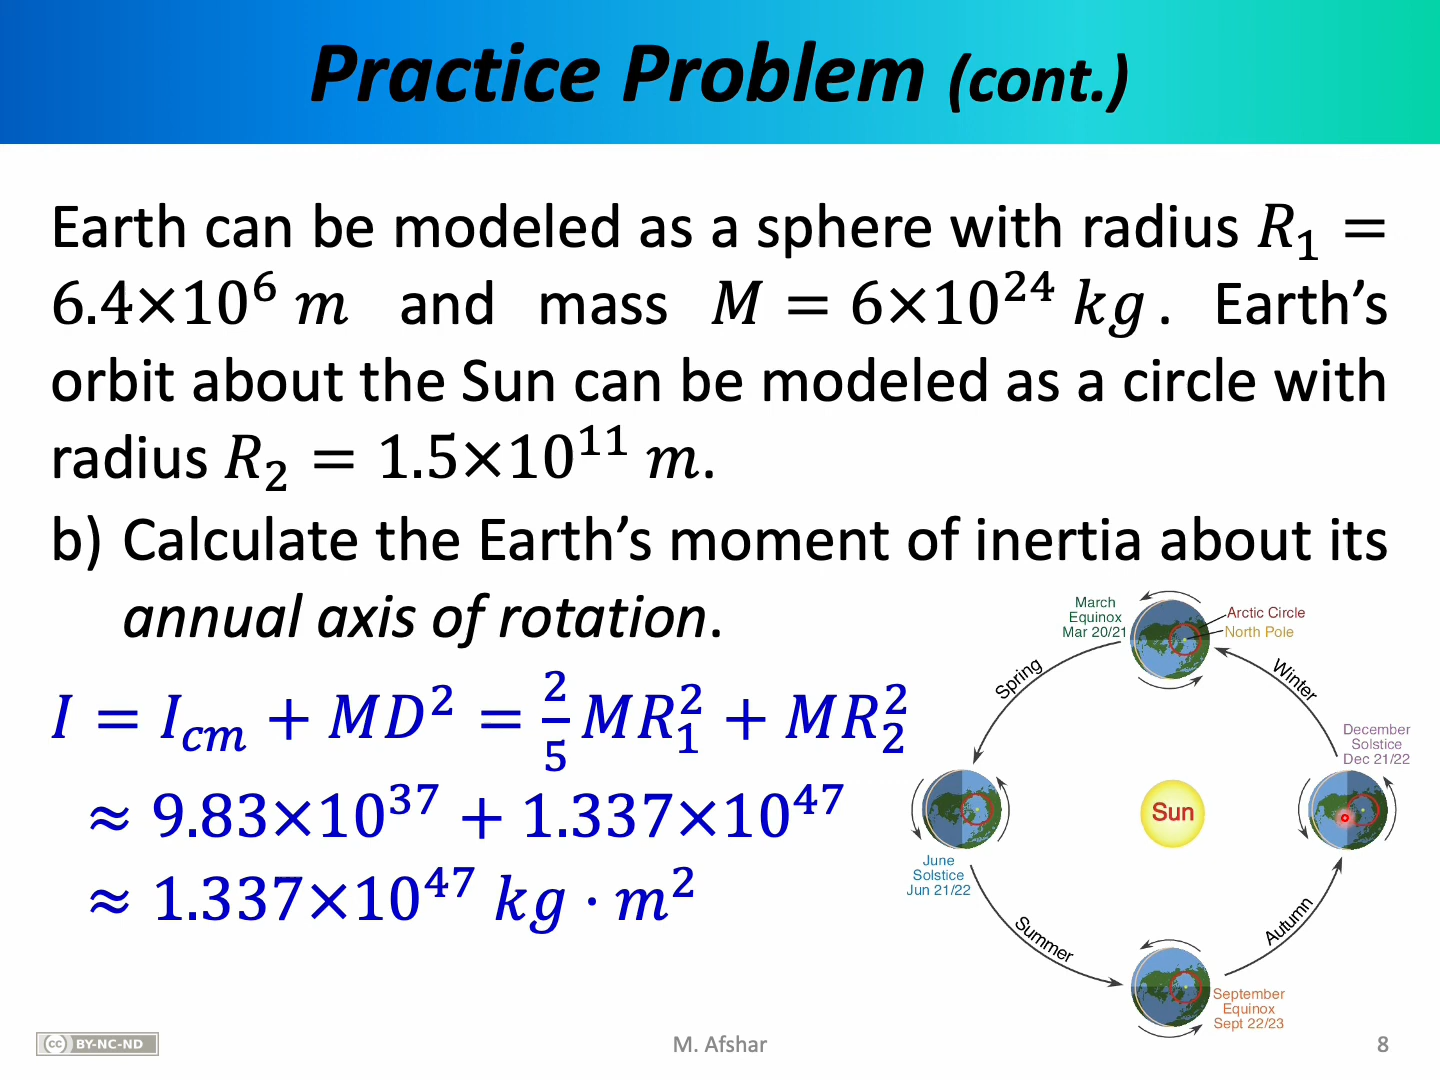 Practice Problem (cont.)
Earth can be modeled as a sphere with radius R₁ =
6.4×10⁶ m and mass M = 6×10²⁴ kg. Earth’s
orbit about the Sun can be modeled as a circle with
radius R₂ = 1.5×10¹¹ m.
b) Calculate the Earth’s moment of inertia about its
annual axis of rotation.
I = I_cm + MD² = 2/5 MR₁² + MR₂²
≈ 9.83×10³⁷ + 1.337×10⁴⁷
≈ 1.337×10⁴⁷ kg · m²
March
Equinox
Mar 20/21
Arctic Circle
North Pole
Spring
Winter
December
Solstice
Dec 21/22
Sun
June
Solstice
Jun 21/22
Summer
Autumn
September
Equinox
Sept 22/23
cc BY-NC-ND
M. Afshar
8